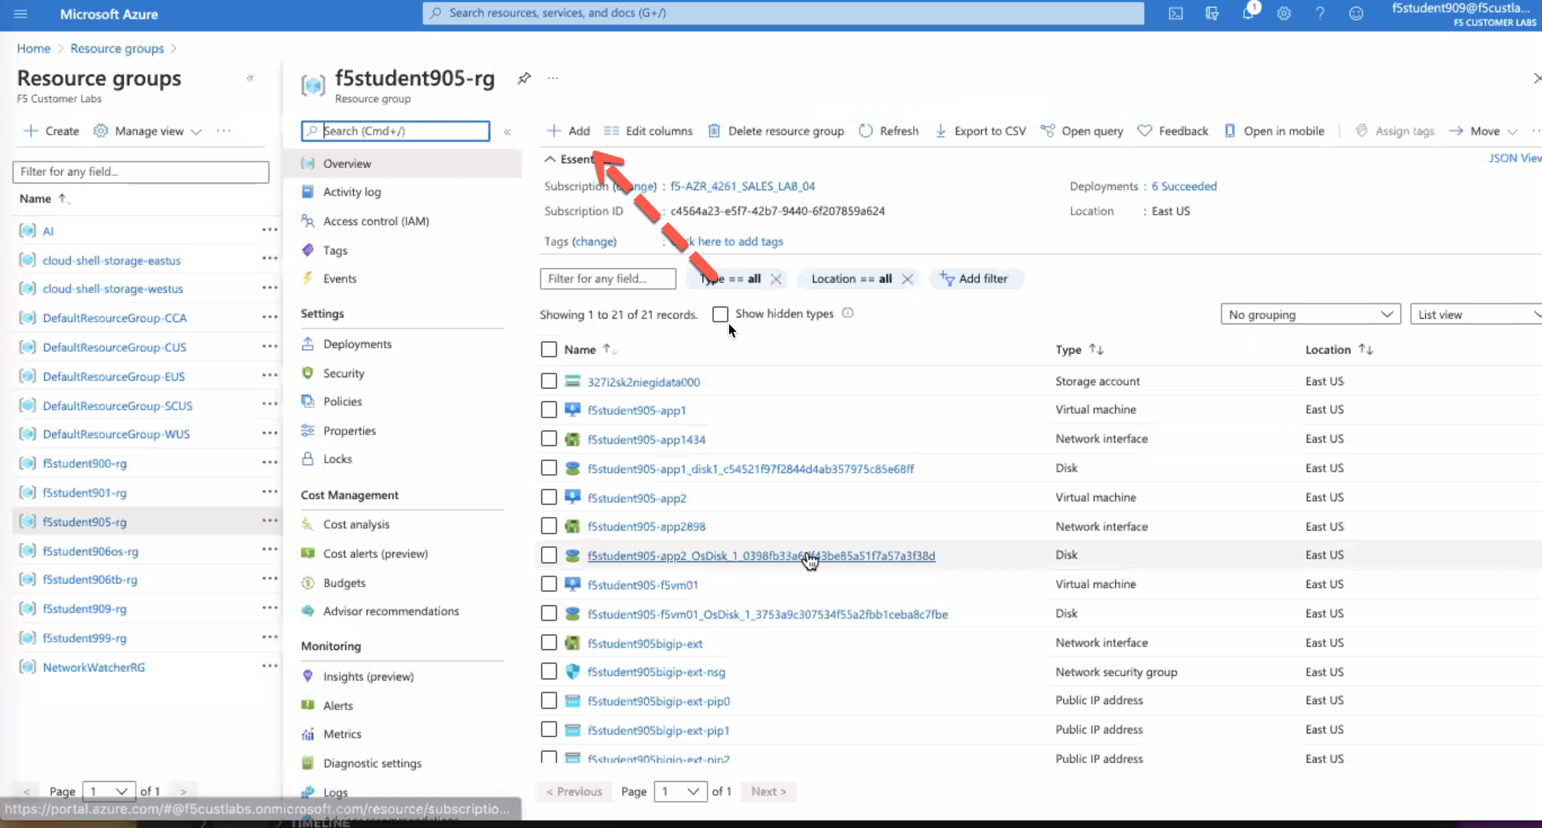 Microsoft Azure
Search resources, services, and docs (G+/)
1
f5student909@f5custla...
F5 CUSTOMER LABS
Home > Resource groups >
Resource groups
F5 Customer Labs
Create
Manage view
Filter for any field...
Name
AI
cloud-shell-storage-eastus
cloud-shell-storage-westus
DefaultResourceGroup-CCA
DefaultResourceGroup-CUS
DefaultResourceGroup-EUS
DefaultResourceGroup-SCUS
DefaultResourceGroup-WUS
f5student900-rg
f5student901-rg
f5student905-rg
f5student906os-rg
f5student906tb-rg
f5student909-rg
f5student999-rg
NetworkWatcherRG
< Page 1 of 1 >
https://portal.azure.com/#@f5custlabs.onmicrosoft.com/resource/subscriptio...
f5student905-rg
Resource group
Search (Cmd+/)
Overview
Activity log
Access control (IAM)
Tags
Events
Settings
Deployments
Security
Policies
Properties
Locks
Cost Management
Cost analysis
Cost alerts (preview)
Budgets
Advisor recommendations
Monitoring
Insights (preview)
Alerts
Metrics
Diagnostic settings
Logs
TIMELINE
Add
Edit columns
Delete resource group
Refresh
Export to CSV
Open query
Feedback
Open in mobile
Assign tags
Move
JSON View
Subscription : f5-AZR_4261_SALES_LAB_04
Subscription ID : c4564a23-e5f7-42b7-9440-6f207859a624
Tags (change) : here to add tags
Deployments : 6 Succeeded
Location : East US
Filter for any field...
== all
Location == all
Add filter
Showing 1 to 21 of 21 records.
Show hidden types
No grouping
List view
Name Type Location
327i2sk2niegidata000 Storage account East US
f5student905-app1 Virtual machine East US
f5student905-app1434 Network interface East US
f5student905-app1_disk1_c54521f97f2844d4ab357975c85e68ff Disk East US
f5student905-app2 Virtual machine East US
f5student905-app2898 Network interface East US
Disk East US
f5student905-f5vm01 Virtual machine East US
f5student905-f5vm01_OsDisk_1_3753a9c307534f55a2fbb1ceba8c7fbe Disk East US
f5student905bigip-ext Network interface East US
f5student905bigip-ext-nsg Network security group East US
f5student905bigip-ext-pip0 Public IP address East US
f5student905bigip-ext-pip1 Public IP address East US
f5student905bigip-ext-pip2 Public IP address East US
< Previous Page 1 of 1 Next >